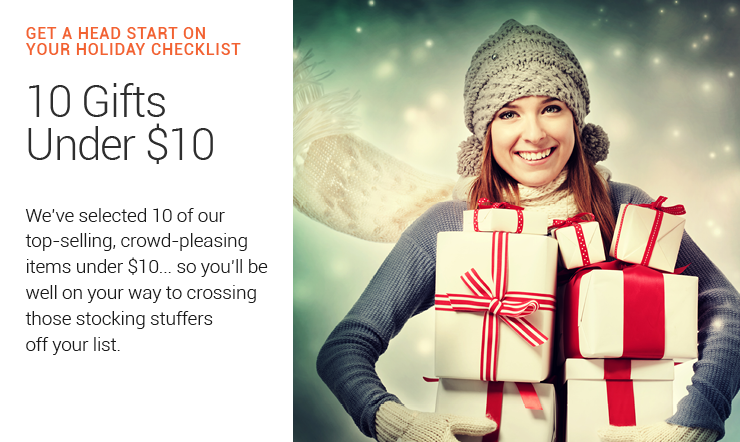 GET A HEAD START ON
YOUR HOLIDAY CHECKLIST
10 Gifts
Under $10
We've selected 10 of our
top-selling, crowd-pleasing
items under $10... so you'll be
well on your way to crossing
those stocking stuffers
off your list.